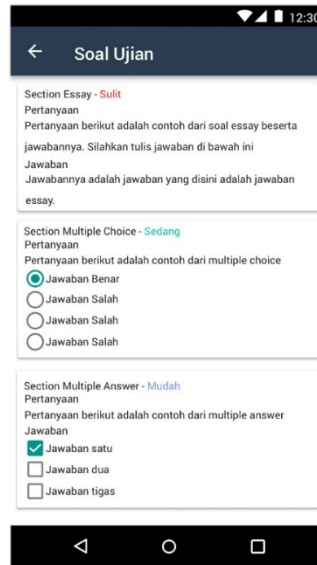 12:30
Soal Ujian
Section Essay - Sulit
Pertanyaan
Pertanyaan berikut adalah contoh dari soal essay beserta
jawabannya. Silahkan tulis jawaban di bawah ini
Jawaban
Jawabannya adalah jawaban yang disini adalah jawaban
essay.
Section Multiple Choice - Sedang
Pertanyaan
Pertanyaan berikut adalah contoh dari multiple choice
Jawaban Benar
Jawaban Salah
Jawaban Salah
Jawaban Salah
Section Multiple Answer - Mudah
Pertanyaan
Pertanyaan berikut adalah contoh dari multiple answer
Jawaban
Jawaban satu
Jawaban dua
Jawaban tigas